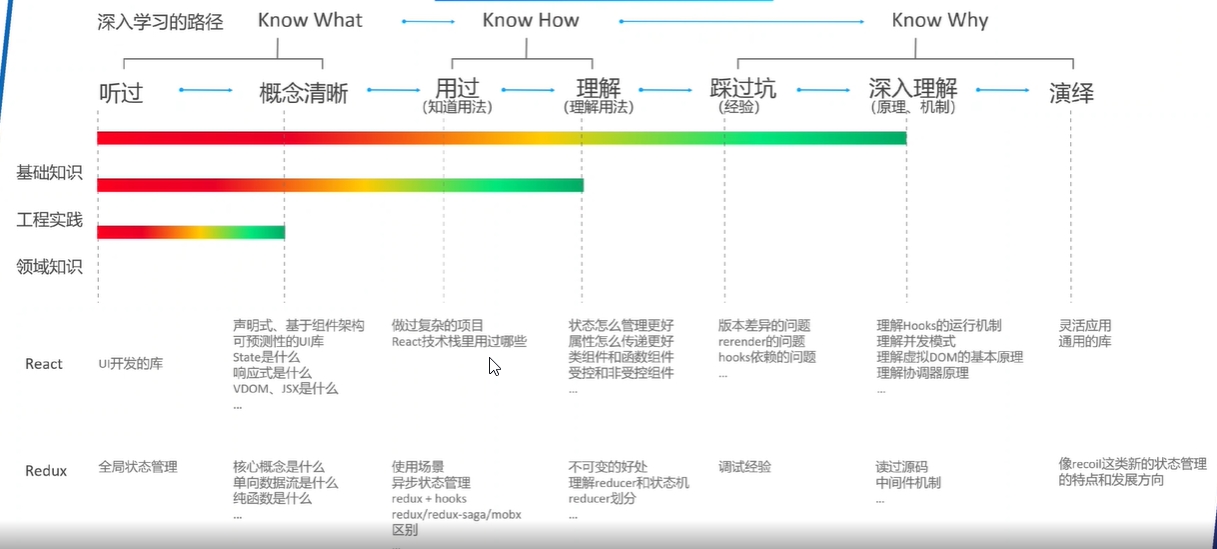 深入学习的路径
Know What
Know How
Know Why
听过
概念清晰
用过
(知道用法)
理解
(理解用法)
踩过坑
(经验)
深入理解
(原理、机制)
演绎
基础知识
工程实践
领域知识
React
UI开发的库
声明式、基于组件架构
可预测性的UI库
State是什么
响应式是什么
VDOM、JSX是什么
...
做过复杂的项目
React技术栈里用过哪些
状态怎么管理更好
属性怎么传递更好
类组件和函数组件
受控和非受控组件
...
版本差异的问题
rerender的问题
hooks依赖的问题
...
理解Hooks的运行机制
理解并发模式
理解虚拟DOM的基本原理
理解协调器原理
...
灵活应用
通用的库
Redux
全局状态管理
核心概念是什么
单向数据流是什么
纯函数是什么
...
使用场景
异步状态管理
redux + hooks
redux/redux-saga/mobx
区别
...
不可变的好处
理解reducer和状态机
reducer划分
...
调试经验
读过源码
中间件机制
...
像recoil这类新的状态管理
的特点和发展方向